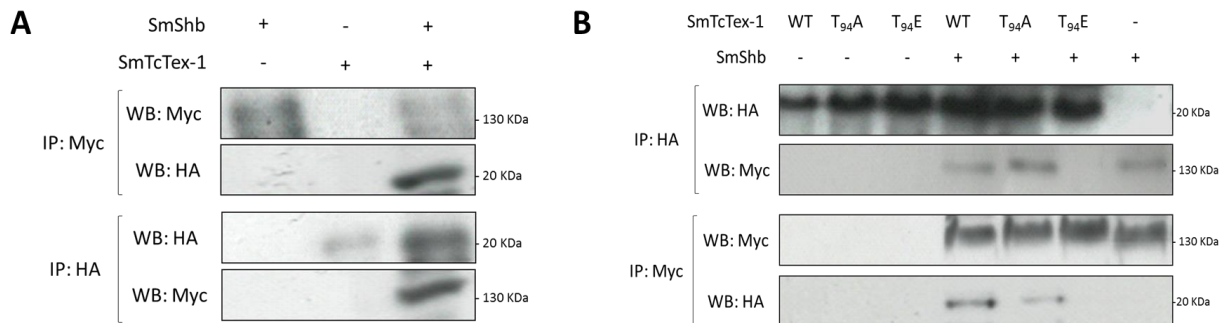 A
SmShb + - +
SmTcTex-1 - + +
IP: Myc
WB: Myc - 130 KDa
WB: HA - 20 KDa
IP: HA
WB: HA - 20 KDa
WB: Myc - 130 KDa
B
SmTcTex-1 WT T₉₄A T₉₄E WT T₉₄A T₉₄E -
SmShb - - - + + + +
IP: HA
WB: HA - 20 KDa
WB: Myc - 130 KDa
IP: Myc
WB: Myc - 130 KDa
WB: HA - 20 KDa